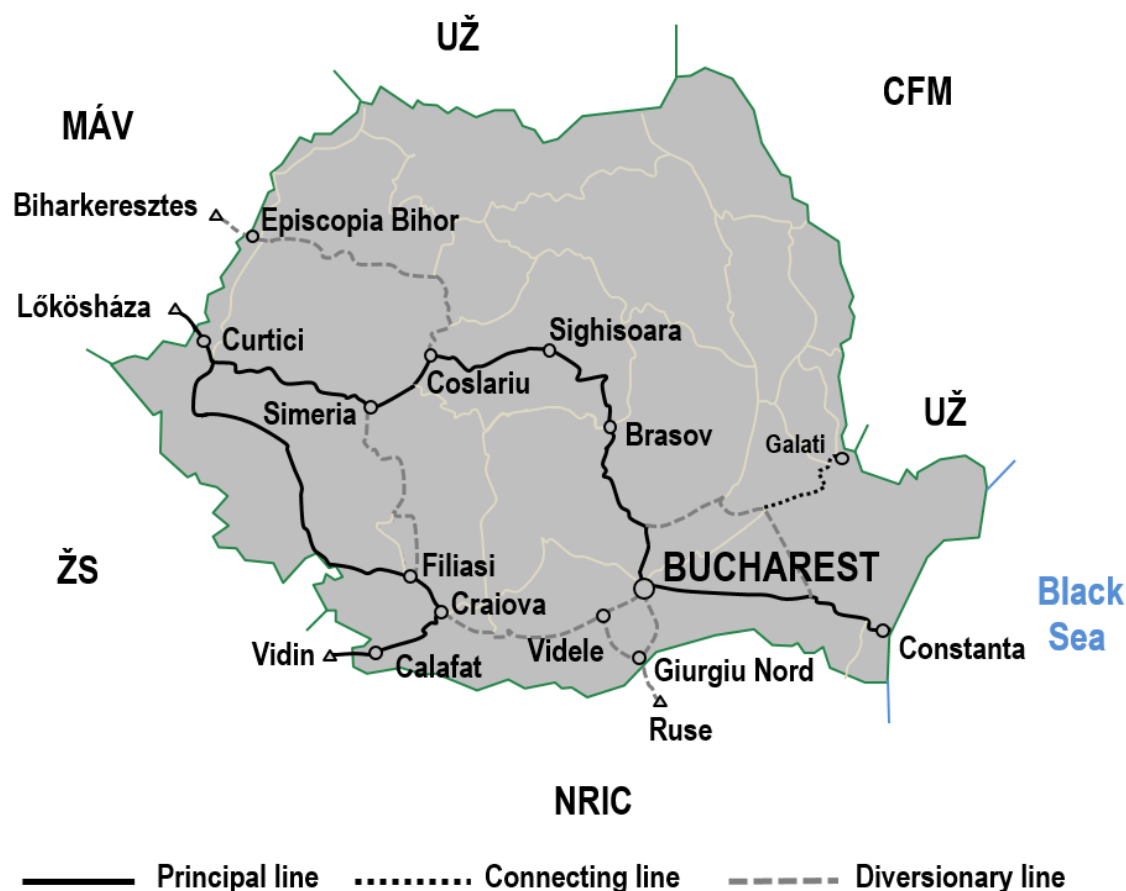 UŽ
CFM
MÁV
Biharkeresztes
Episcopia Bihor
Lőkösháza
Curtici
Sighisoara
Coslariu
Simeria
Brasov
UŽ
Galati
ŽS
Filiasi
BUCHAREST
Craiova
Black
Sea
Vidin
Calafat
Videle
Giurgiu Nord
Constanta
Ruse
NRIC
Principal line
Connecting line
Diversionary line